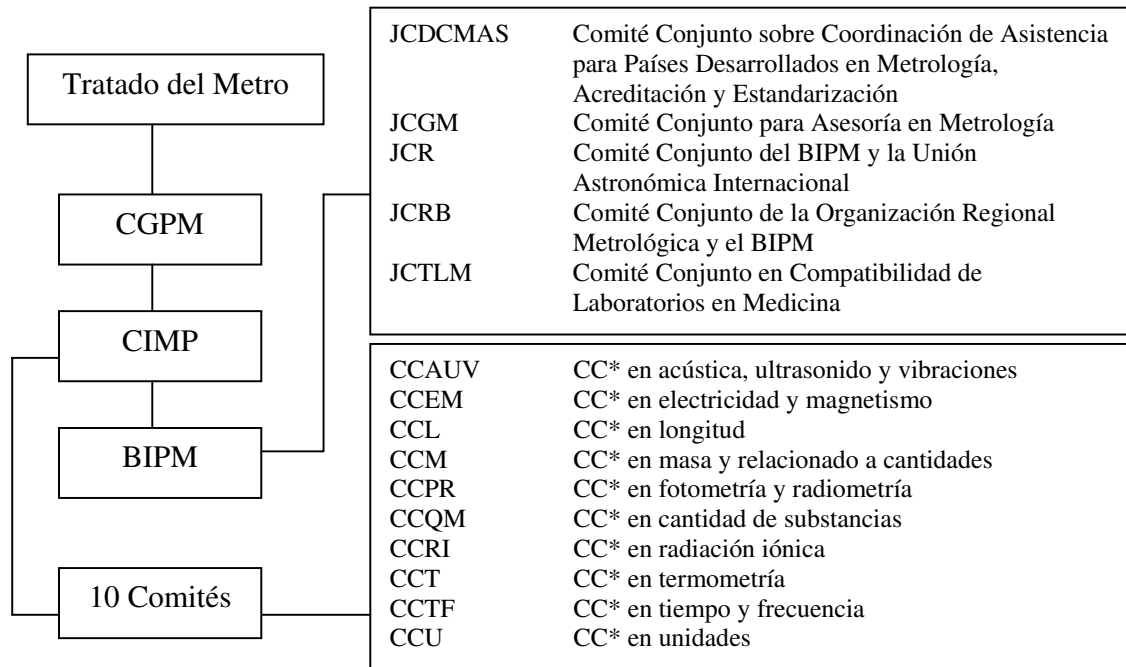 Tratado del Metro
CGPM
CIMP
BIPM
10 Comités
JCDCMAS Comité Conjunto sobre Coordinación de Asistencia
para Países Desarrollados en Metrología,
Acreditación y Estandarización
JCGM Comité Conjunto para Asesoría en Metrología
JCR Comité Conjunto del BIPM y la Unión
Astronómica Internacional
JCRB Comité Conjunto de la Organización Regional
Metrológica y el BIPM
JCTLM Comité Conjunto en Compatibilidad de
Laboratorios en Medicina
CCAUV CC* en acústica, ultrasonido y vibraciones
CCEM CC* en electricidad y magnetismo
CCL CC* en longitud
CCM CC* en masa y relacionado a cantidades
CCPR CC* en fotometría y radiometría
CCQM CC* en cantidad de substancias
CCRI CC* en radiación iónica
CCT CC* en termometría
CCTF CC* en tiempo y frecuencia
CCU CC* en unidades